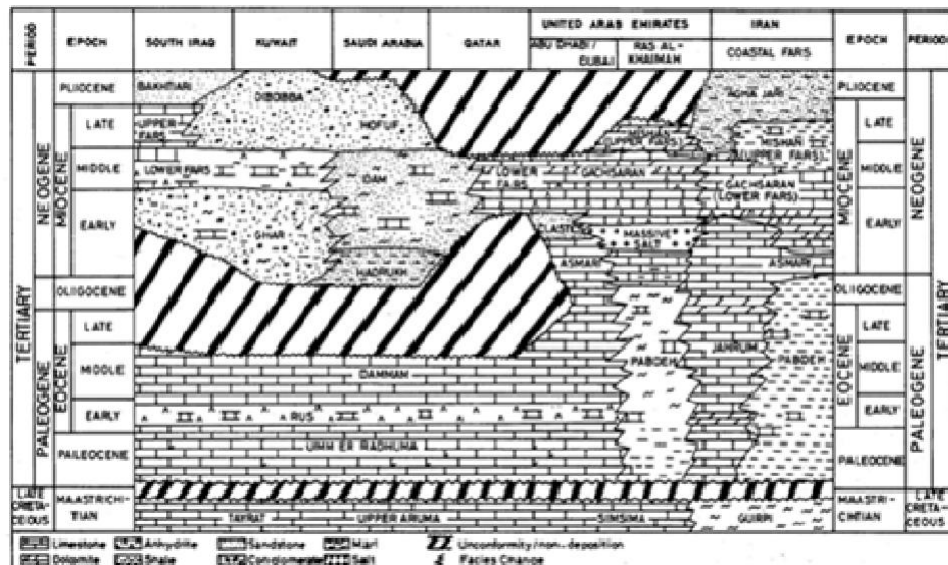 PERIOD EPOCH SOUTH IRAQ KUWAIT SAUDI ARABIA QATAR UNITED ARAB EMIRATES IRAN EPOCH PERIOD
ABU DHABI / DUBAI RAS AL-KHAIMAH COASTAL FARS
TERTIARY NEOGENE PLIOCENE BAKHTIARI DIBDIBBA AGHA JARI PLIOCENE NEOGENE TERTIARY
MIOCENE LATE UPPER FARS HOFUF MISHAN (UPPER FARS) MISHAN (UPPER FARS) LATE MIOCENE
MIDDLE LOWER FARS DAM LOWER FARS GACHSARAN GACHSARAN (LOWER FARS) MIDDLE
EARLY GHAR HADRUKH CLASTICS ASMARI MASSIVE SALT ASMARI EARLY
PALEOGENE OLIGOCENE OLIGOCENE PALEOGENE
EOCENE LATE LATE EOCENE
MIDDLE DAMMAM PABDEH JAHRUM PABDEH MIDDLE
EARLY RUS EARLY
PALEOCENE UMM ER RADHUMA PALEOCENE
LATE CRETACEOUS MAASTRICHTIAN TAYRAT UPPER ARUMA SIMSIMA GURPI MAASTRICHTIAN LATE CRETACEOUS
Limestone Anhydrite Sandstone Marl Unconformity/non-deposition
Dolomite Shale Conglomerate Salt Facies Change